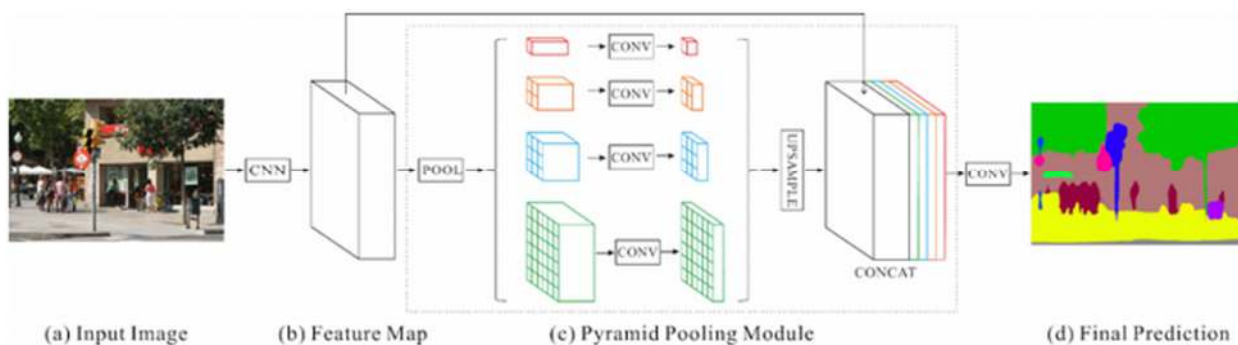 CONV
CONV
CNN
POOL
CONV
UPSAMPLE
CONV
CONV
CONCAT
(a) Input Image
(b) Feature Map
(c) Pyramid Pooling Module
(d) Final Prediction